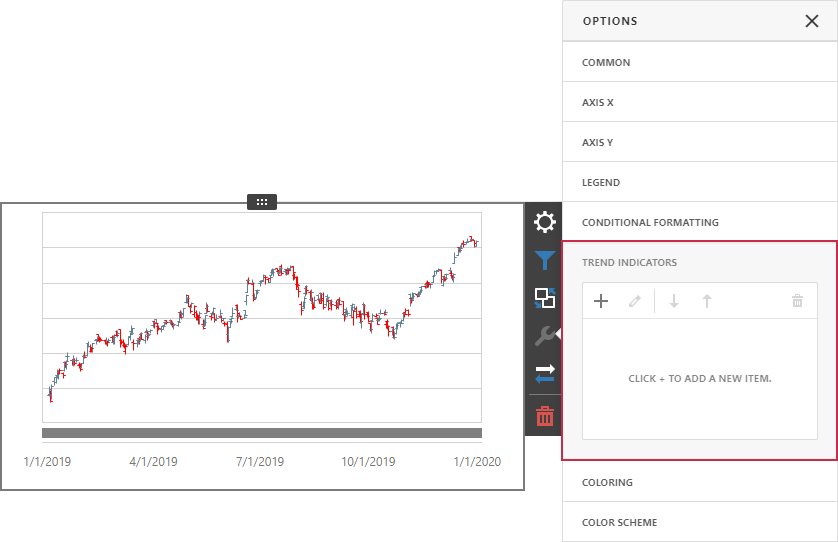 OPTIONS
COMMON
AXIS X
AXIS Y
LEGEND
CONDITIONAL FORMATTING
TREND INDICATORS
CLICK + TO ADD A NEW ITEM.
COLORING
COLOR SCHEME
1/1/2019 4/1/2019 7/1/2019 10/1/2019 1/1/2020